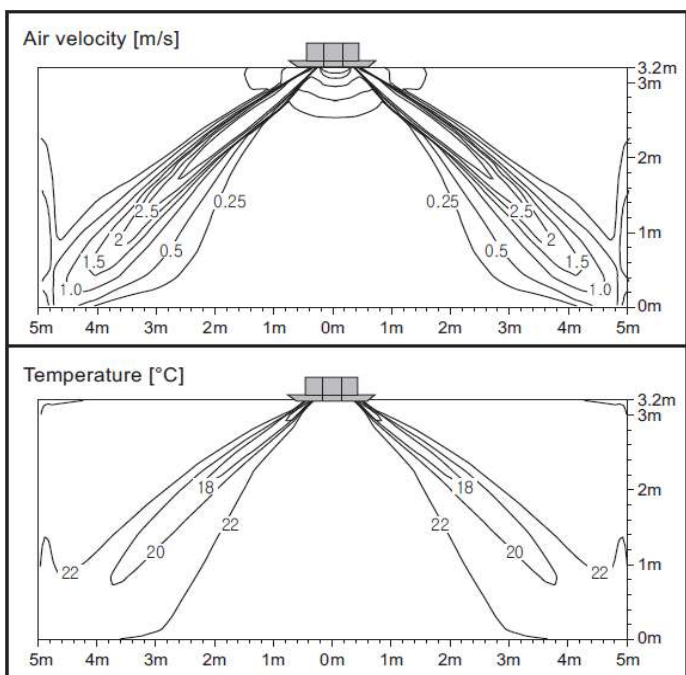 Air velocity [m/s]
3.2m
3m
2m
0.25 0.25
2.5 2.5
2 2
1m
0.5 0.5
1.5 1.5
1.0 1.0
0m
5m 4m 3m 2m 1m 0m 1m 2m 3m 4m 5m
Temperature [°C]
3.2m
3m
2m
18 18
22 22
20 20
1m
22 22
0m
5m 4m 3m 2m 1m 0m 1m 2m 3m 4m 5m